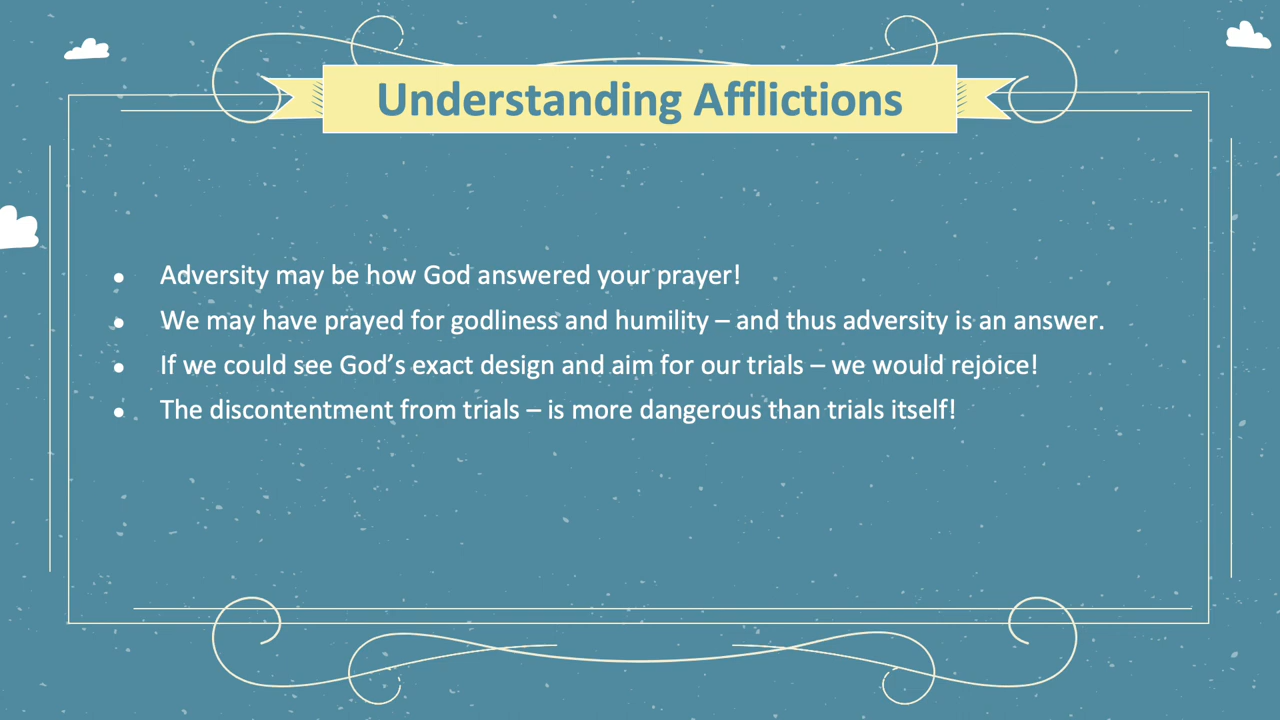 Understanding Afflictions
● Adversity may be how God answered your prayer!
● We may have prayed for godliness and humility – and thus adversity is an answer.
● If we could see God’s exact design and aim for our trials – we would rejoice!
● The discontentment from trials – is more dangerous than trials itself!